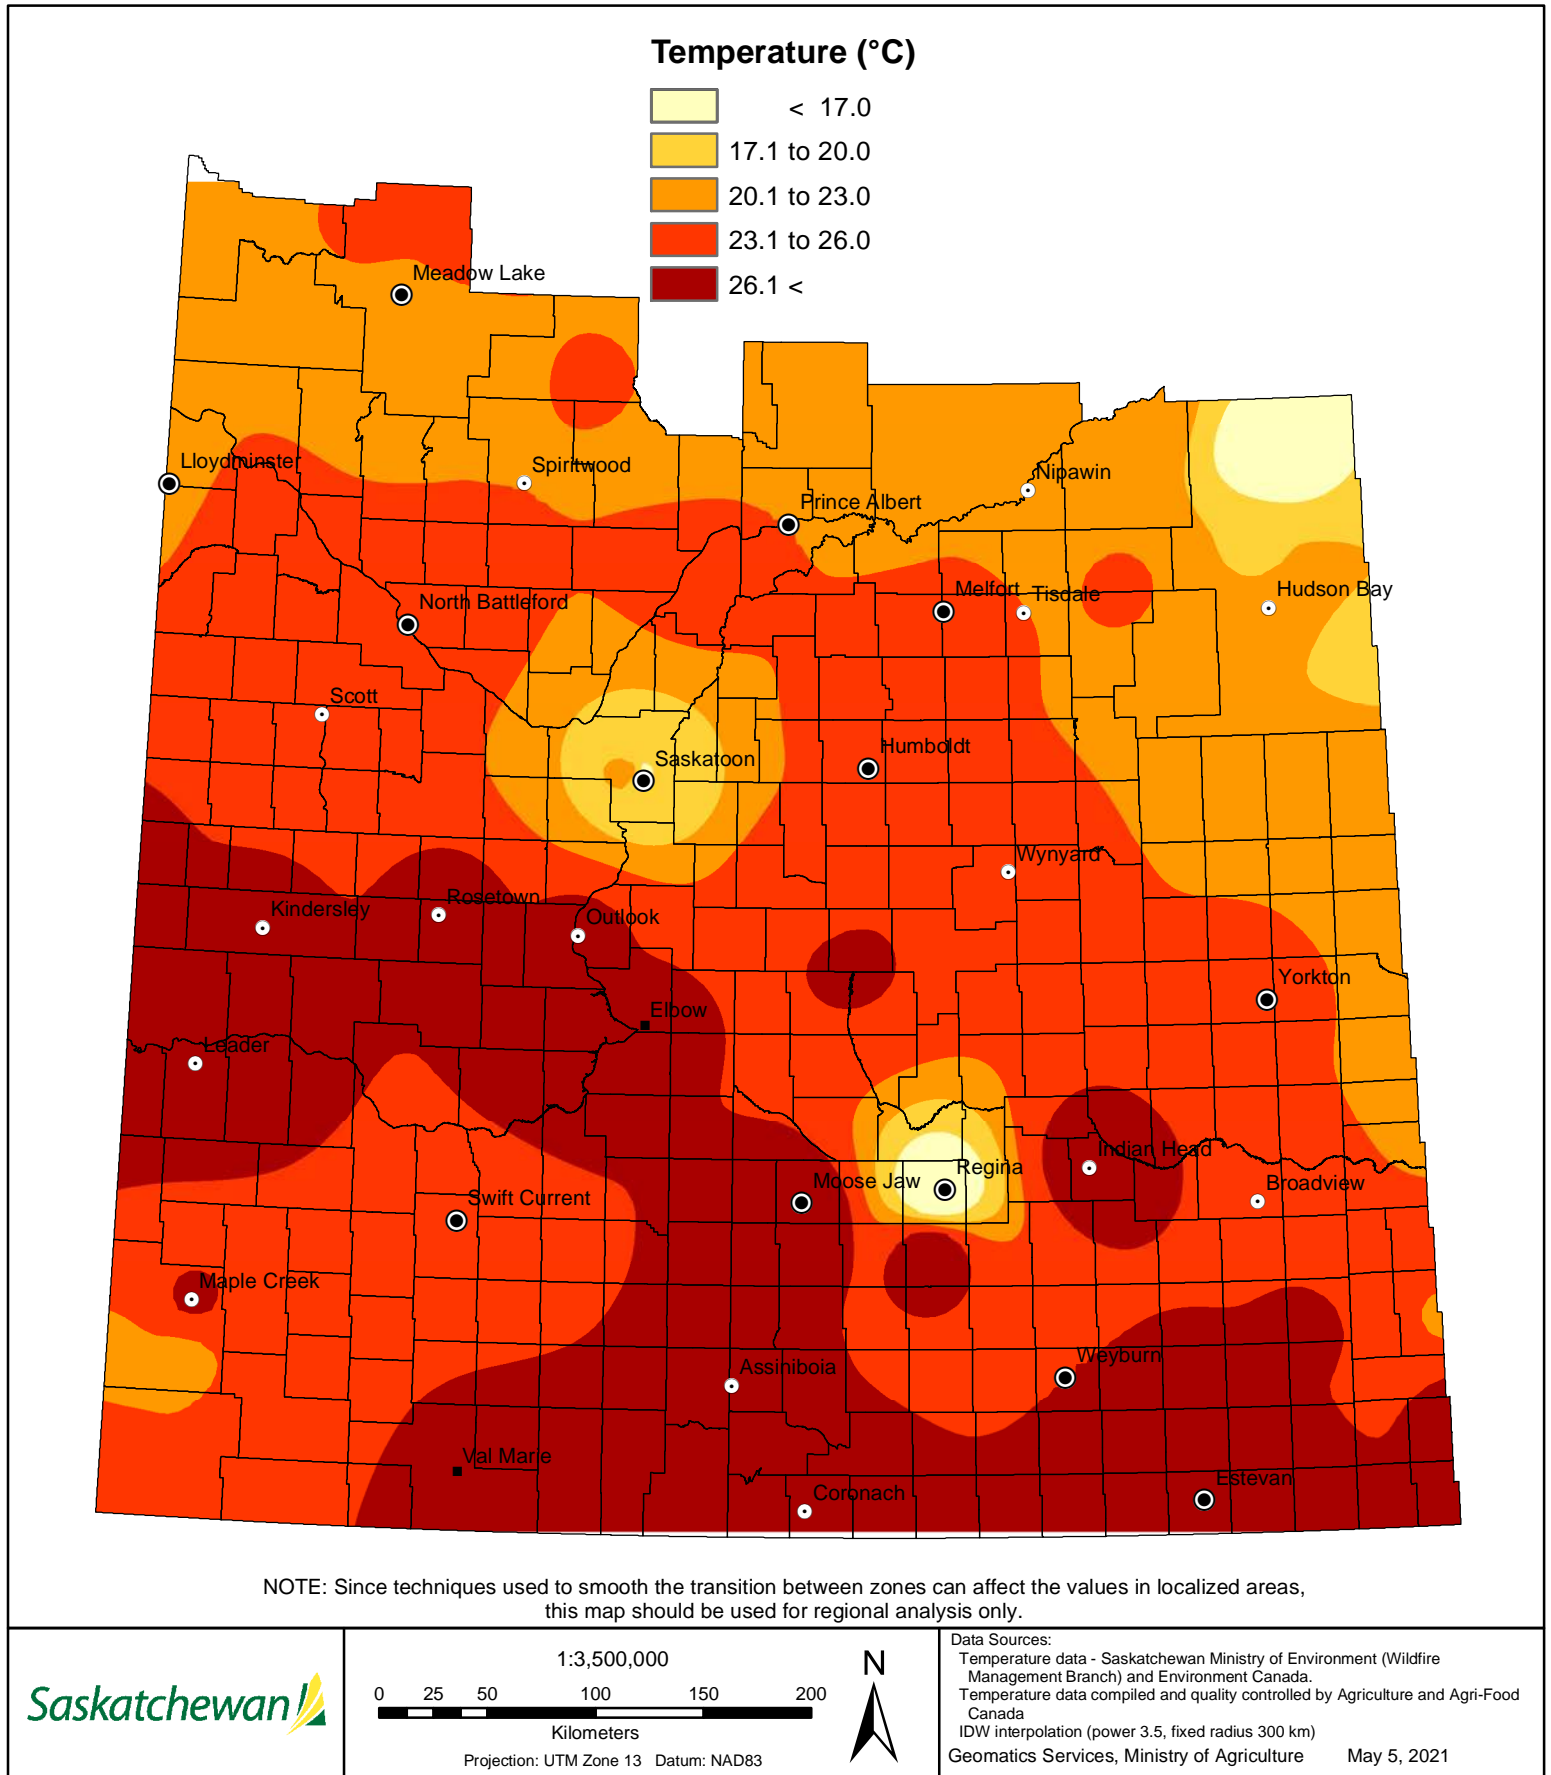 Temperature (°C)
< 17.0
17.1 to 20.0
20.1 to 23.0
23.1 to 26.0
26.1 <
Meadow Lake
Lloydminster
Spiritwood
Nipawin
Prince Albert
Hudson Bay
Melfort
Tisdale
North Battleford
Scott
Humboldt
Saskatoon
Wynyard
Rosetown
Kindersley
Outlook
Yorkton
Elbow
Leader
Indian Head
Regina
Moose Jaw
Broadview
Swift Current
Maple Creek
Weyburn
Assiniboia
Val Marie
Estevan
Coronach
NOTE: Since techniques used to smooth the transition between zones can affect the values in localized areas,
this map should be used for regional analysis only.
Saskatchewan
1:3,500,000
0 25 50 100 150 200
Kilometers
Projection: UTM Zone 13 Datum: NAD83
N
Data Sources:
Temperature data - Saskatchewan Ministry of Environment (Wildfire
Management Branch) and Environment Canada.
Temperature data compiled and quality controlled by Agriculture and Agri-Food
Canada
IDW interpolation (power 3.5, fixed radius 300 km)
Geomatics Services, Ministry of Agriculture May 5, 2021